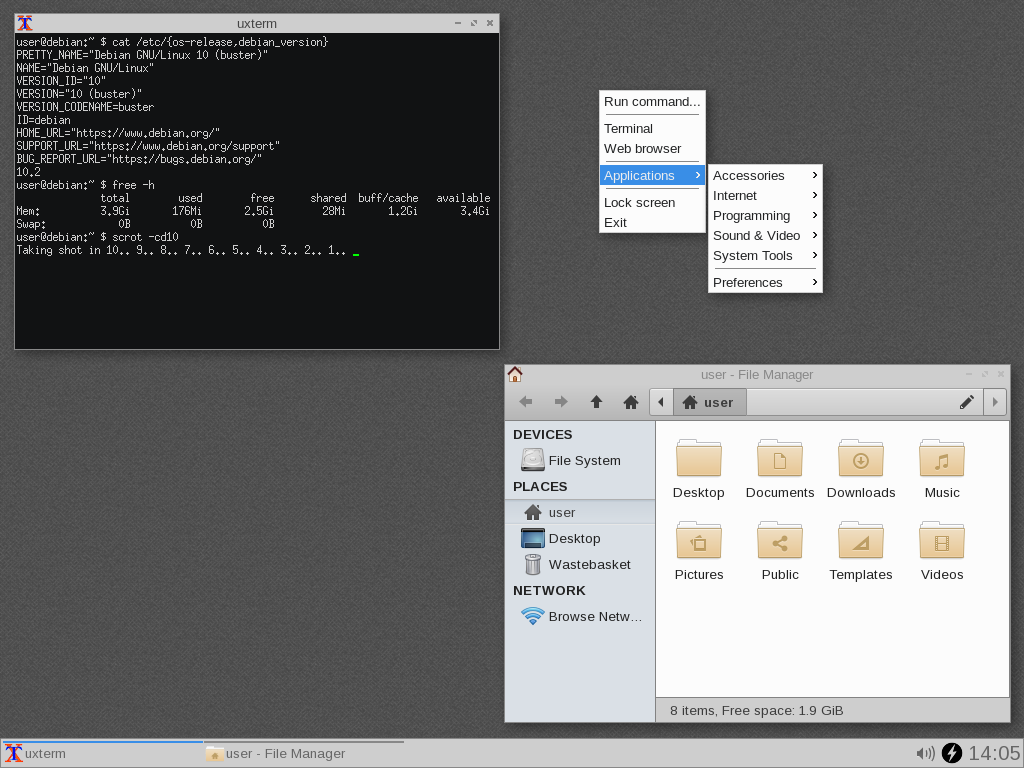 uxterm
user@debian:~ $ cat /etc/{os-release,debian_version}
PRETTY_NAME="Debian GNU/Linux 10 (buster)"
NAME="Debian GNU/Linux"
VERSION_ID="10"
VERSION="10 (buster)"
VERSION_CODENAME=buster
ID=debian
HOME_URL="https://www.debian.org/"
SUPPORT_URL="https://www.debian.org/support"
BUG_REPORT_URL="https://bugs.debian.org/"
10.2
user@debian:~ $ free -h
total used free shared buff/cache available
Mem: 3.9Gi 176Mi 2.5Gi 28Mi 1.2Gi 3.4Gi
Swap: 0B 0B 0B
user@debian:~ $ scrot -cd10
Taking shot in 10.. 9.. 8.. 7.. 6.. 5.. 4.. 3.. 2.. 1..
Run command...
Terminal
Web browser
Applications
Lock screen
Exit
Accessories
Internet
Programming
Sound & Video
System Tools
Preferences
user - File Manager
user
DEVICES
File System
PLACES
user
Desktop
Wastebasket
NETWORK
Browse Netw...
Desktop Documents Downloads Music
Pictures Public Templates Videos
8 items, Free space: 1.9 GiB
uxterm
user - File Manager
14:05